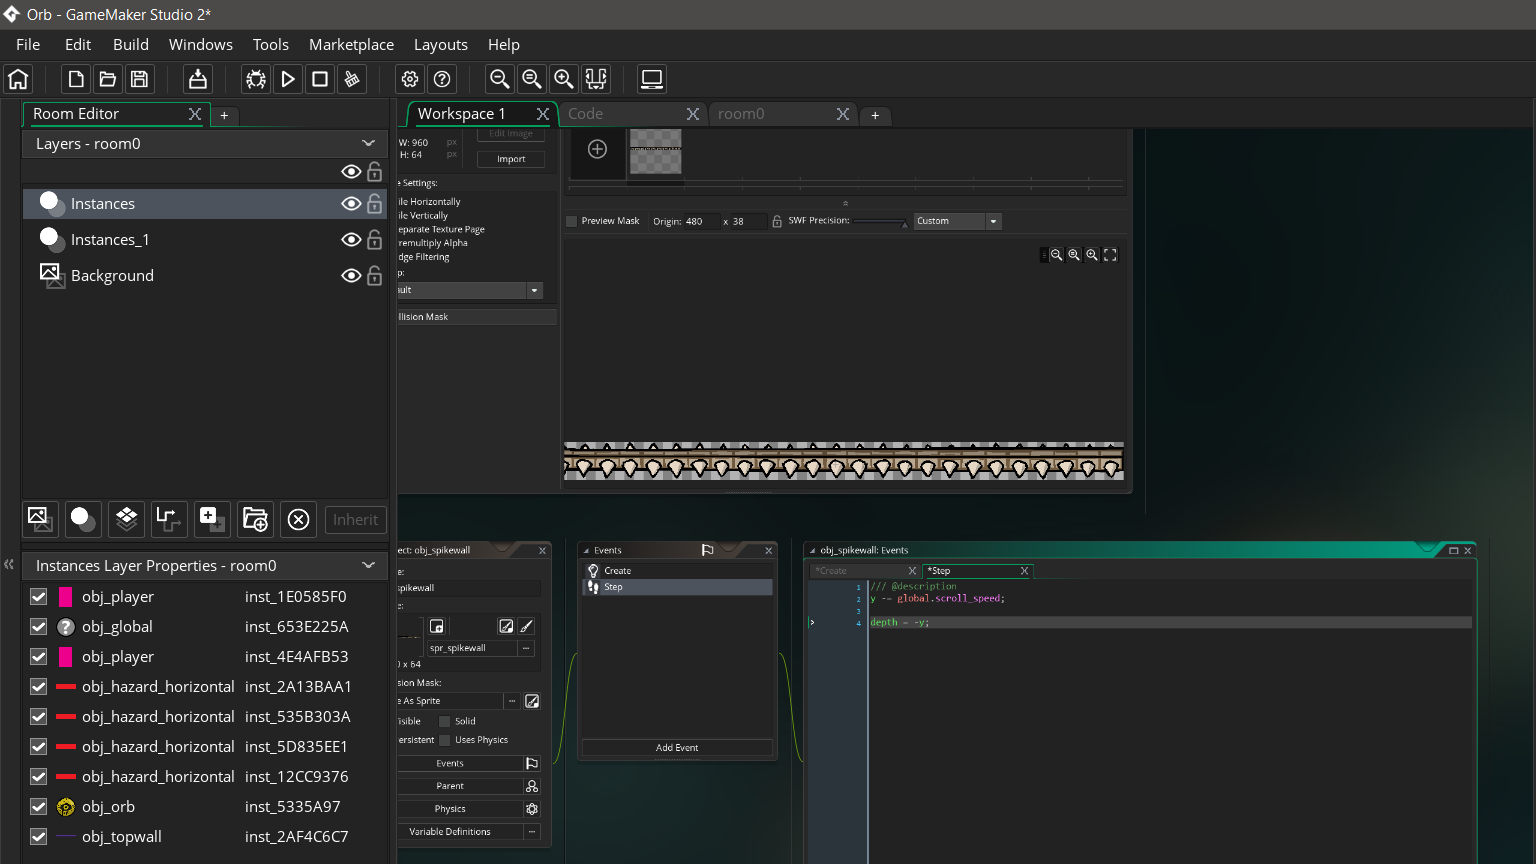 Orb - GameMaker Studio 2*
File Edit Build Windows Tools Marketplace Layouts Help
Room Editor
+
Layers - room0
Instances
Instances_1
Background
Inherit
Instances Layer Properties - room0
obj_player inst_1E0585F0
obj_global inst_653E225A
obj_player inst_4E4AFB53
obj_hazard_horizontal inst_2A13BAA1
obj_hazard_horizontal inst_535B303A
obj_hazard_horizontal inst_5D835EE1
obj_hazard_horizontal inst_12CC9376
obj_orb inst_5335A97
obj_topwall inst_2AF4C6C7
Workspace 1
Code
room0
+
W: 960 px
H: 64 px
Edit Image
Import
e Settings:
ile Horizontally
ile Vertically
eparate Texture Page
remultiply Alpha
dge Filtering
p:
ault
llision Mask
Preview Mask Origin: 480 x 38 SWF Precision: Custom
ect: obj_spikewall
e:
spikewall
e:
spr_spikewall ...
0 x 64
sion Mask:
e As Sprite ...
isible Solid
ersistent Uses Physics
Events
Parent
Physics
Variable Definitions ...
Events
Create
Step
Add Event
obj_spikewall: Events
*Create
*Step
1 /// @description
2 y -= global.scroll_speed;
3
4 depth = -y;